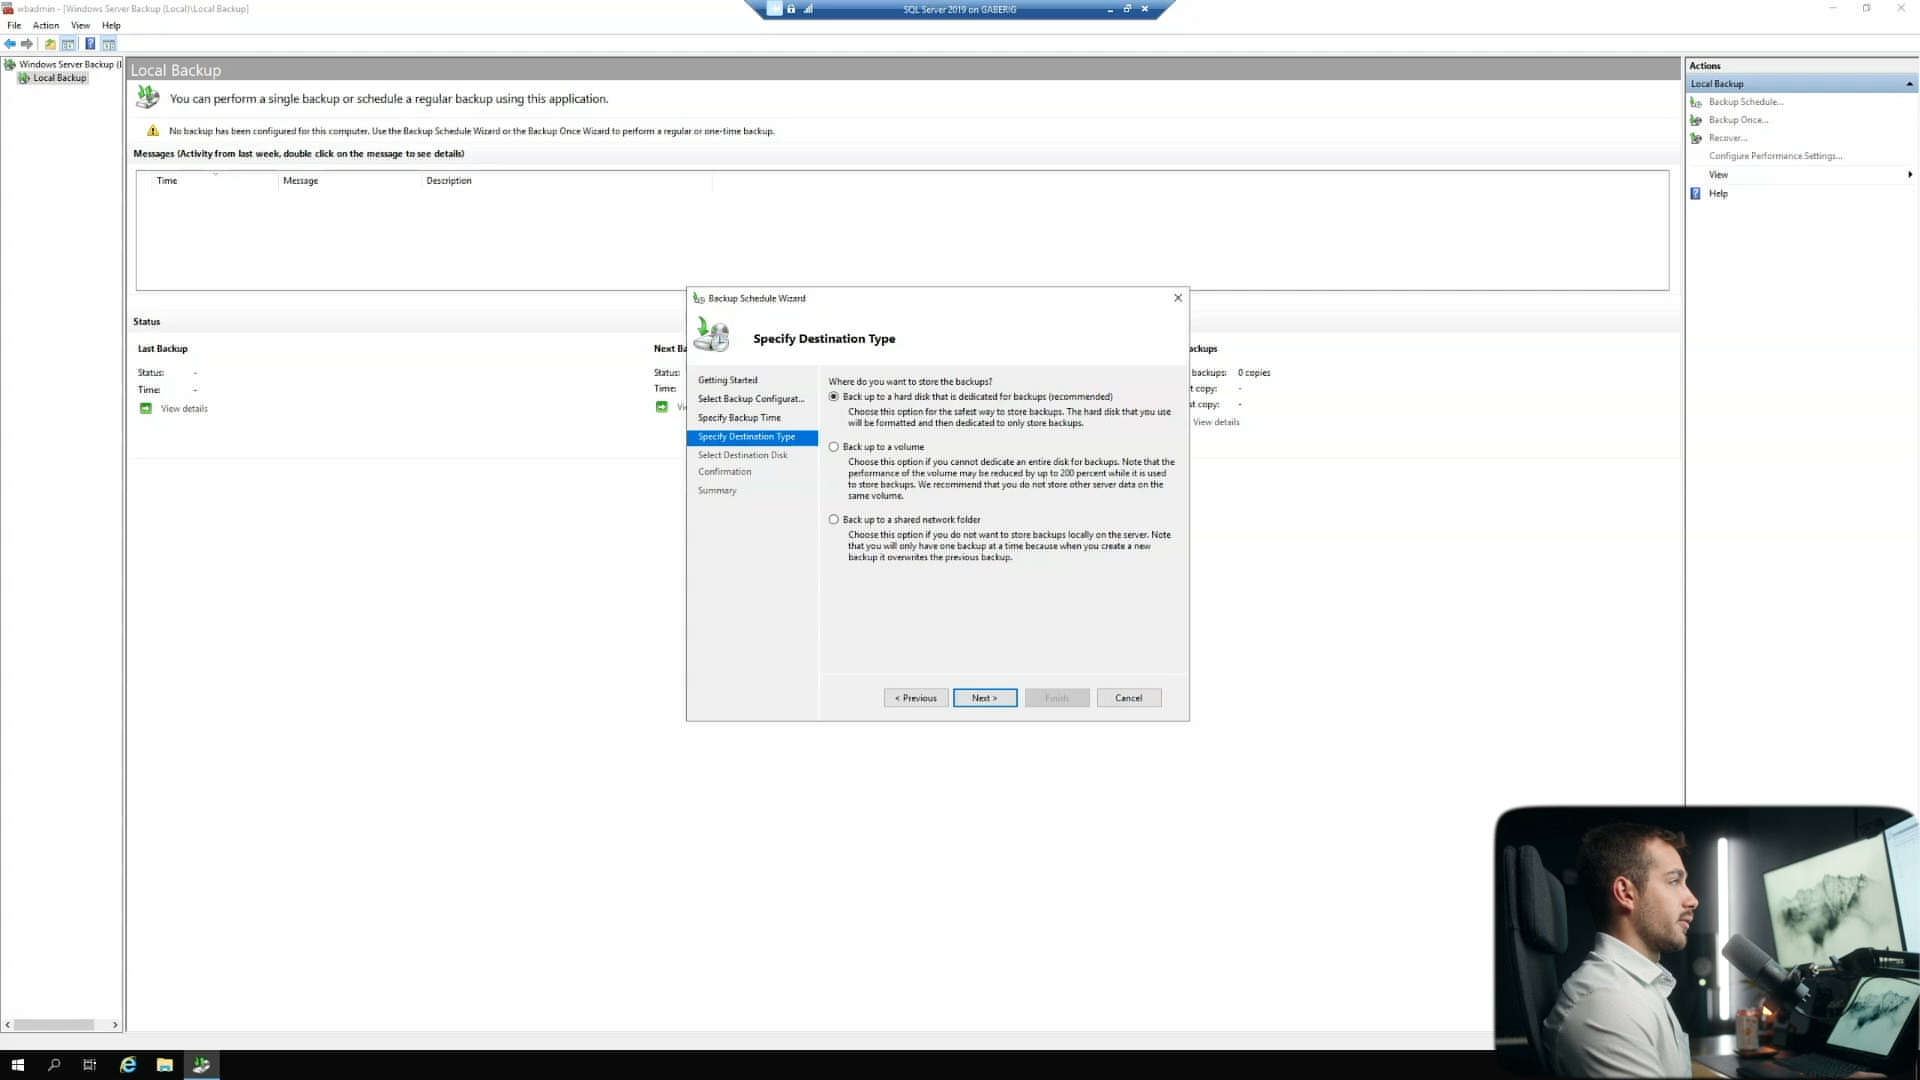 wbadmin - [Windows Server Backup (Local)\Local Backup]
SQL Server 2019 on GABERIG
File Action View Help
Windows Server Backup (
Local Backup
Local Backup
You can perform a single backup or schedule a regular backup using this application.
No backup has been configured for this computer. Use the Backup Schedule Wizard or the Backup Once Wizard to perform a regular or one-time backup.
Messages (Activity from last week, double click on the message to see details)
Time Message Description
Status
Last Backup
Status: -
Time: -
View details
Next Ba
Status:
Time:
Vi
ackups
backups: 0 copies
t copy: -
st copy: -
View details
Backup Schedule Wizard
Specify Destination Type
Getting Started
Select Backup Configurat...
Specify Backup Time
Specify Destination Type
Select Destination Disk
Confirmation
Summary
Where do you want to store the backups?
Back up to a hard disk that is dedicated for backups (recommended)
Choose this option for the safest way to store backups. The hard disk that you use
will be formatted and then dedicated to only store backups.
Back up to a volume
Choose this option if you cannot dedicate an entire disk for backups. Note that the
performance of the volume may be reduced by up to 200 percent while it is used
to store backups. We recommend that you do not store other server data on the
same volume.
Back up to a shared network folder
Choose this option if you do not want to store backups locally on the server. Note
that you will only have one backup at a time because when you create a new
backup it overwrites the previous backup.
< Previous Next > Finish Cancel
Actions
Local Backup
Backup Schedule...
Backup Once...
Recover...
Configure Performance Settings...
View
Help